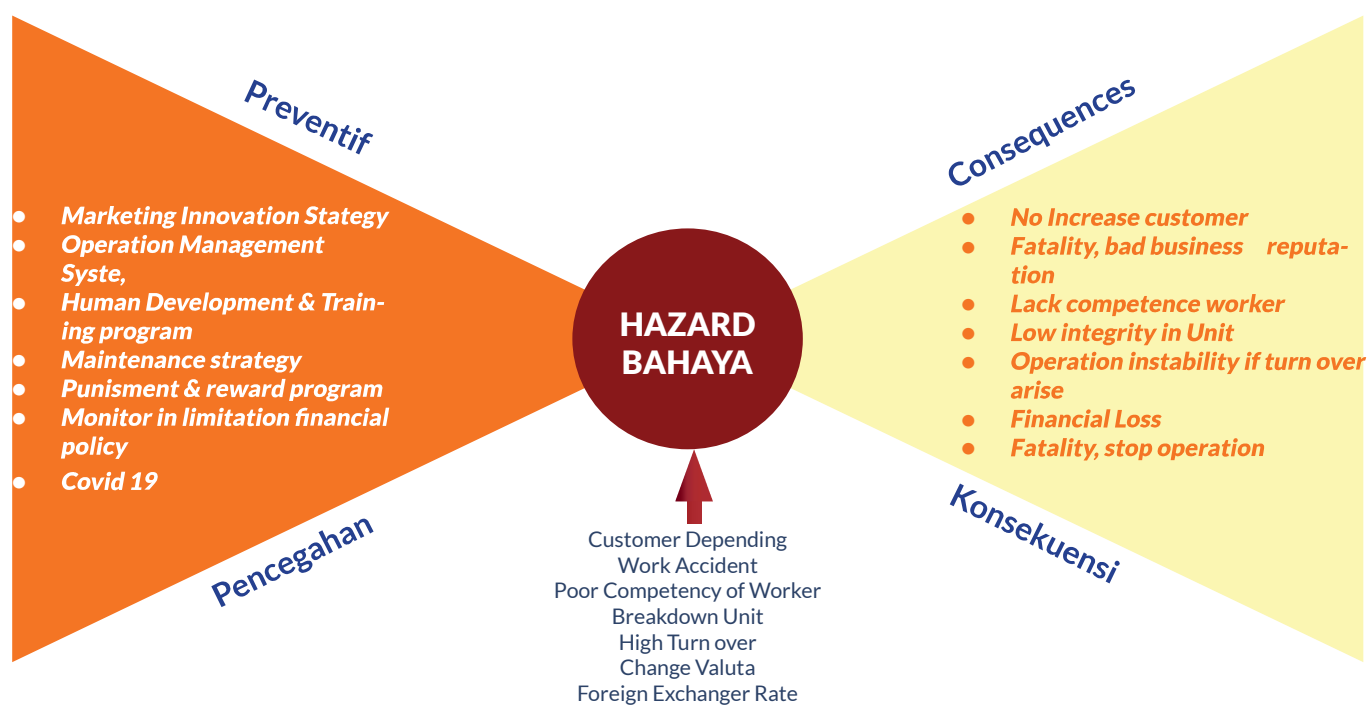 Preventif
• Marketing Innovation Stategy
• Operation Management
Syste,
• Human Development & Train-
ing program
• Maintenance strategy
• Punisment & reward program
• Monitor in limitation financial
policy
• Covid 19
Pencegahan
HAZARD
BAHAYA
Customer Depending
Work Accident
Poor Competency of Worker
Breakdown Unit
High Turn over
Change Valuta
Foreign Exchanger Rate
Consequences
• No Increase customer
• Fatality, bad business reputa-
tion
• Lack competence worker
• Low integrity in Unit
• Operation instability if turn over
arise
• Financial Loss
• Fatality, stop operation
Konsekuensi